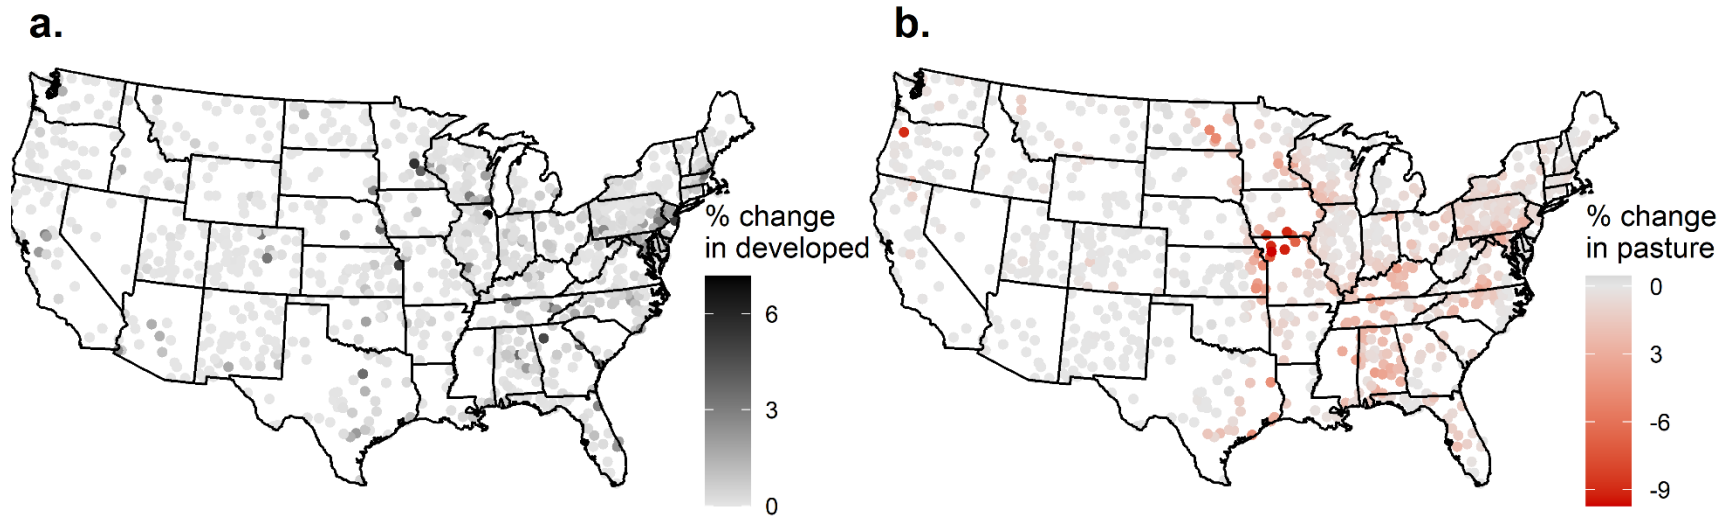 a.
% change
in developed
6
3
0
b.
% change
in pasture
0
3
-6
-9